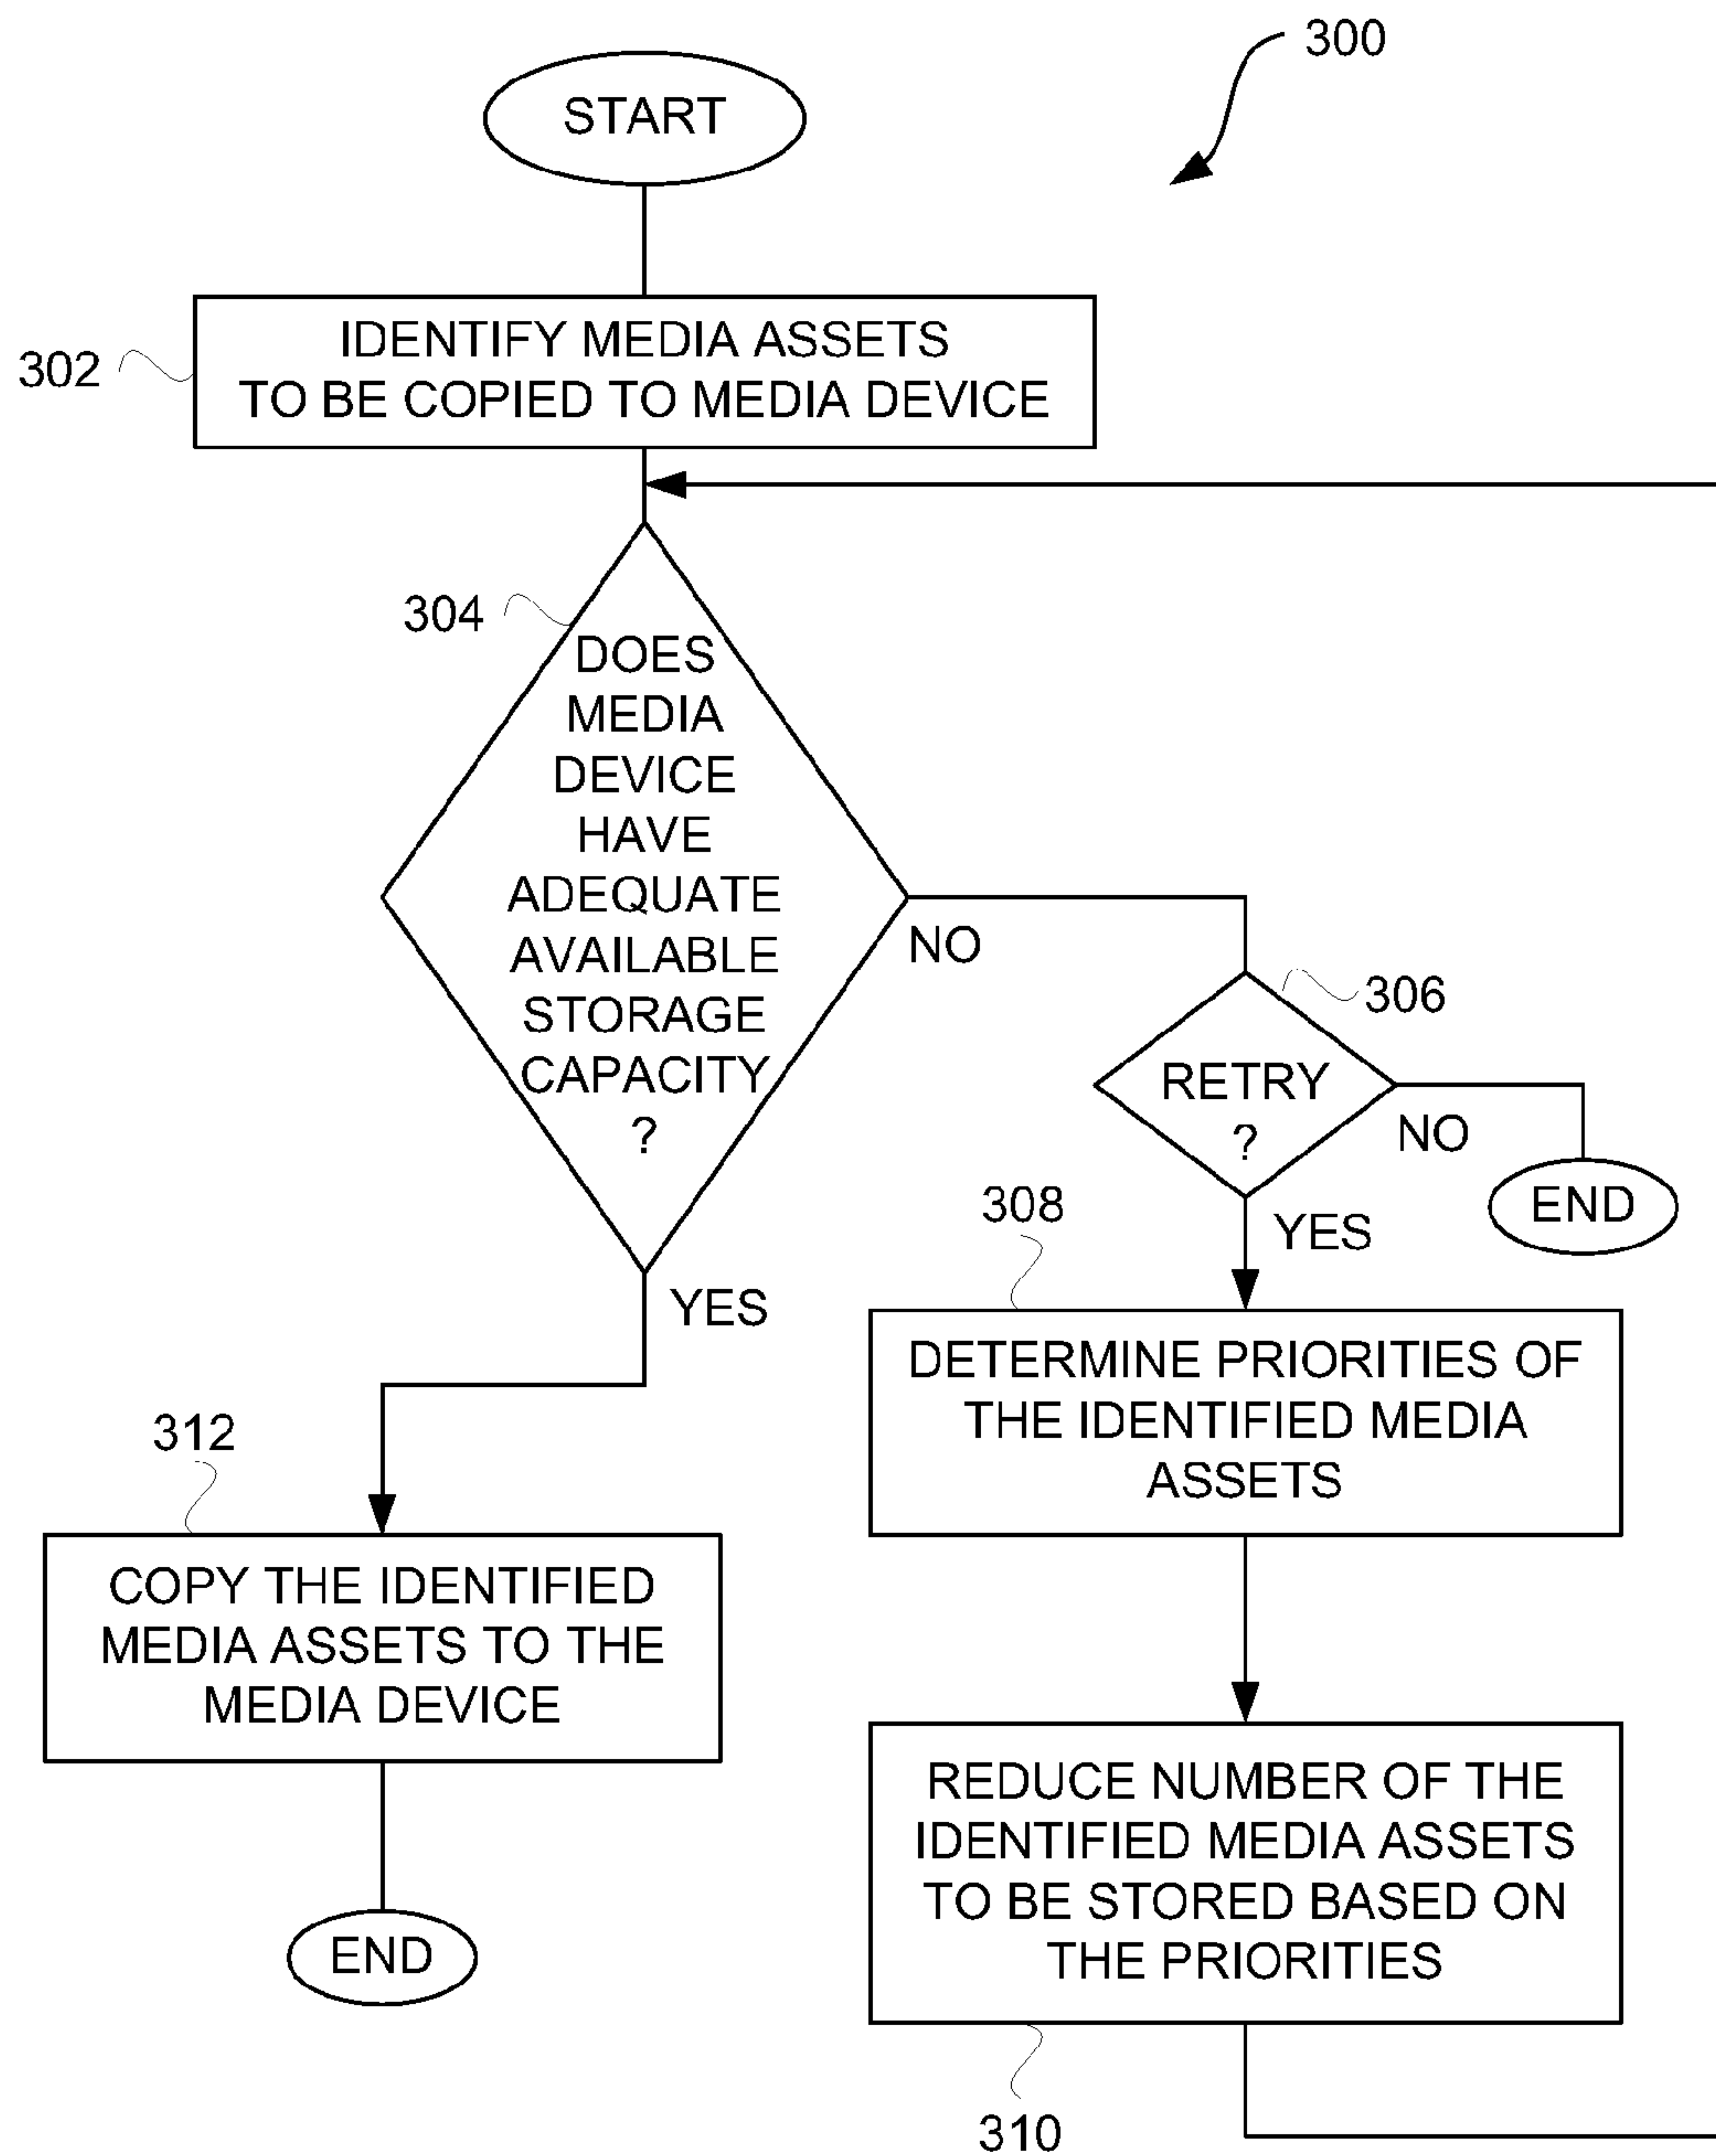 300
START
302
IDENTIFY MEDIA ASSETS
TO BE COPIED TO MEDIA DEVICE
304
DOES
MEDIA
DEVICE
HAVE
ADEQUATE
AVAILABLE
STORAGE
CAPACITY
?
NO
306
RETRY
?
NO
END
YES
308
DETERMINE PRIORITIES OF
THE IDENTIFIED MEDIA
ASSETS
YES
312
COPY THE IDENTIFIED
MEDIA ASSETS TO THE
MEDIA DEVICE
END
REDUCE NUMBER OF THE
IDENTIFIED MEDIA ASSETS
TO BE STORED BASED ON
THE PRIORITIES
310